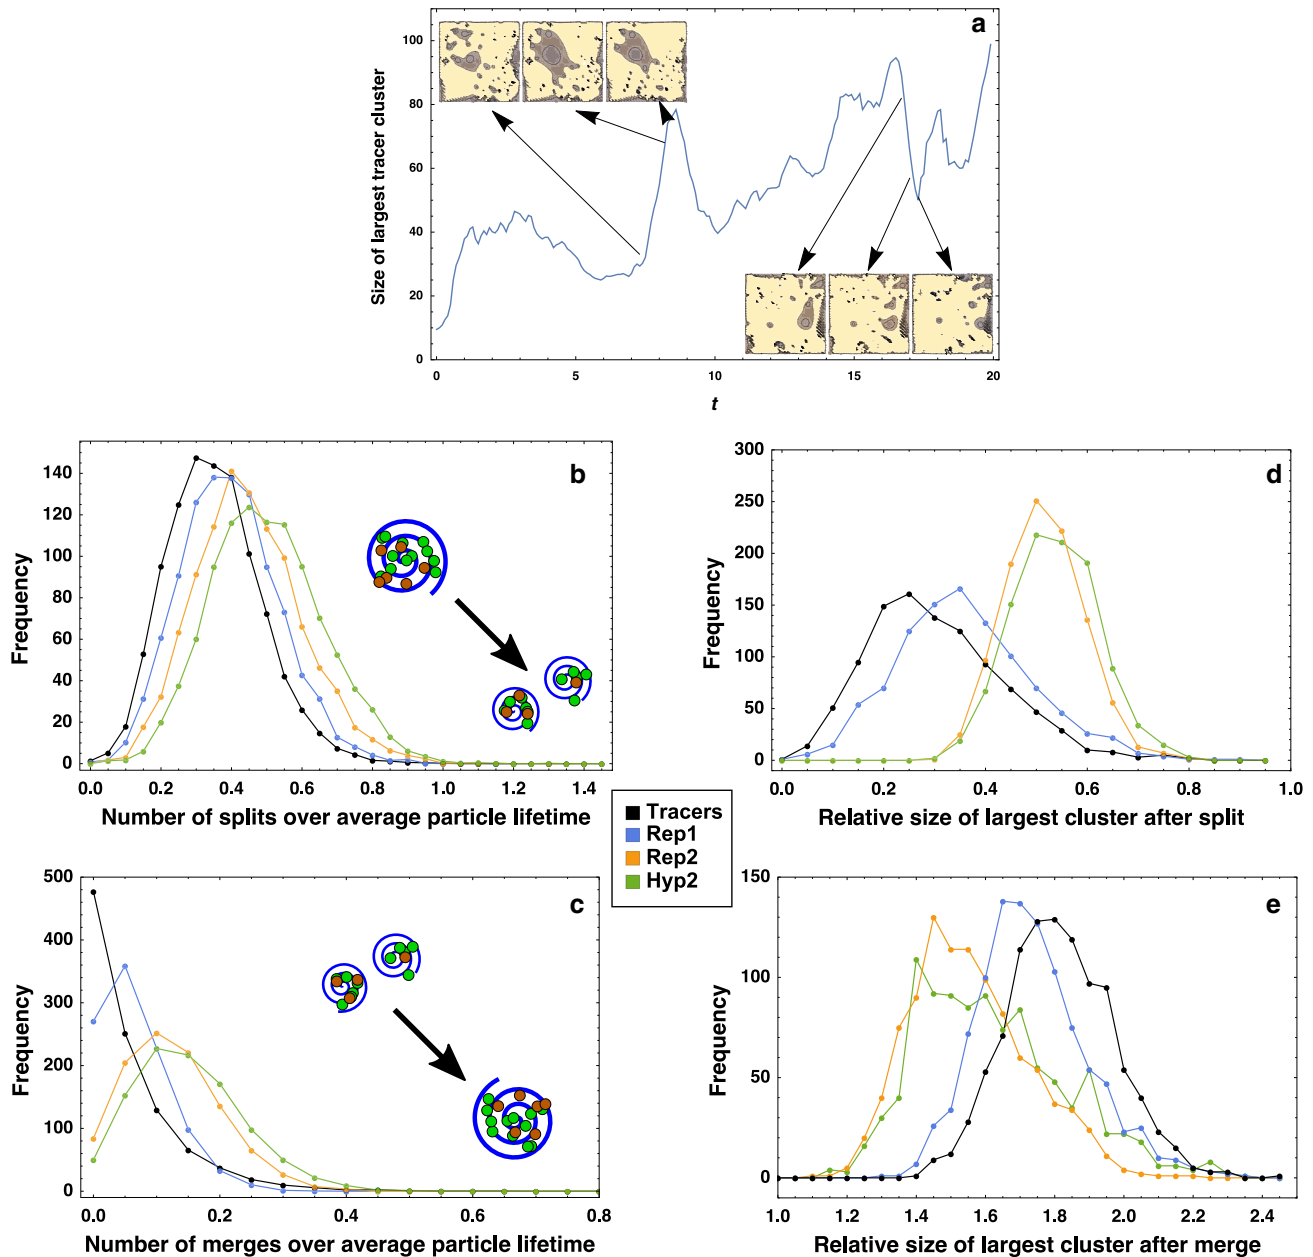 a
100
80
60
40
20
0
Size of largest tracer cluster
0 5 10 15 20
t
b
140
120
100
80
60
40
20
0
Frequency
0.0 0.2 0.4 0.6 0.8 1.0 1.2 1.4
Number of splits over average particle lifetime
d
300
250
200
150
100
50
0
Frequency
0.0 0.2 0.4 0.6 0.8 1.0
Relative size of largest cluster after split
Tracers
Rep1
Rep2
Hyp2
c
500
400
300
200
100
0
Frequency
0.0 0.2 0.4 0.6 0.8
Number of merges over average particle lifetime
e
150
100
50
0
Frequency
1.0 1.2 1.4 1.6 1.8 2.0 2.2 2.4
Relative size of largest cluster after merge